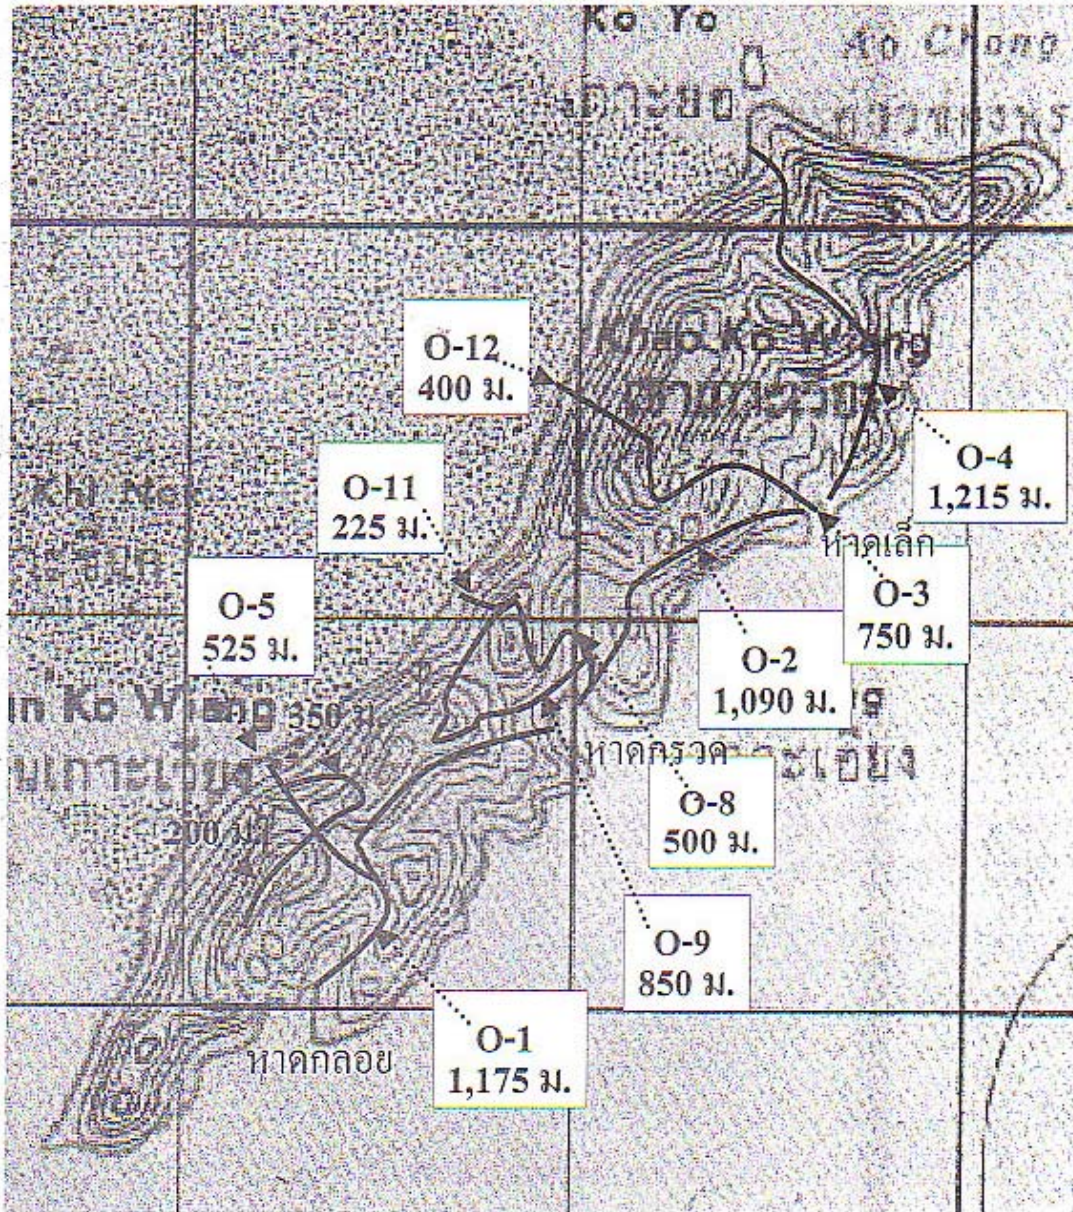 Ko Yo
Ao Chong
เกาะยอ
O-12
400 ม.
O-4
1,215 ม.
O-11
225 ม.
หาดเล็ก
O-3
750 ม.
O-5
525 ม.
O-2
1,090 ม.
350 ม.
หาดกรวด
O-8
500 ม.
200 ม.
O-9
850 ม.
O-1
1,175 ม.
หาดกลอย